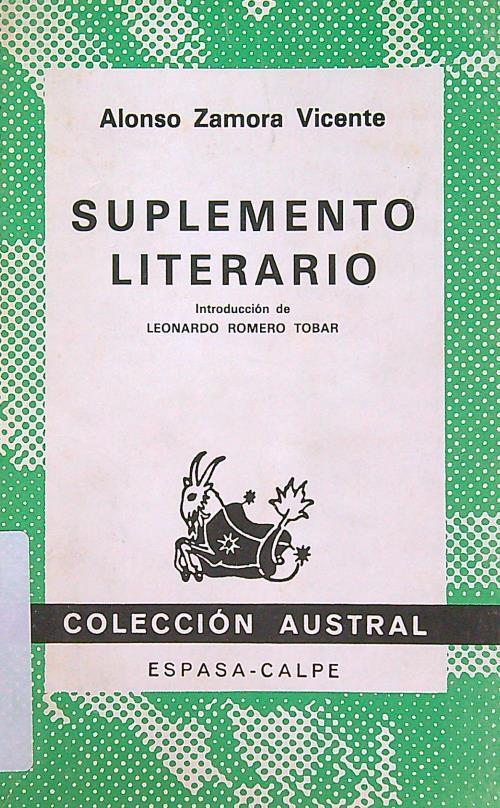 Alonso Zamora Vicente
SUPLEMENTO
LITERARIO
Introducción de
LEONARDO ROMERO TOBAR
COLECCIÓN AUSTRAL
ESPASA-CALPE